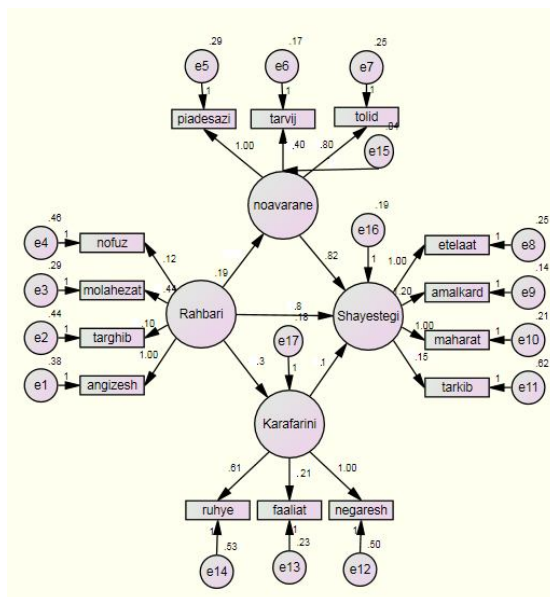 .29
.17
.25
e5
e6
e7
1
1
1
piadesazi
tarvij
tolid
.04
1.00
.40
.80
e15
noavarane
.46
e4
1
nofuz
.19
e16
.25
.29
.12
.82
1
etelaat
1
e8
e3
1
molahezat
.44
.19
1.00
.14
.44
Rahbari
.8
Shayestegi
.20
amalkard
1
e9
e2
1
targhib
.10
.18
1.00
.21
.38
e17
maharat
1
e10
1.00
.3
1
.1
.15
.62
e1
1
angizesh
tarkib
1
e11
Karafarini
.61
.21
1.00
ruhye
faaliat
negaresh
1
1
1
.53
.23
.50
e14
e13
e12